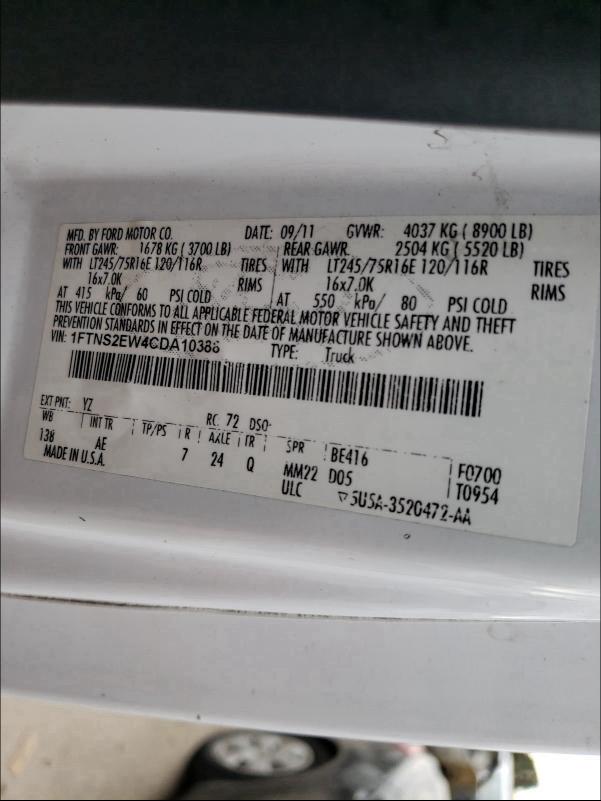 MFD. BY FORD MOTOR CO. DATE: 09/11 GVWR: 4037 KG ( 8900 LB)
FRONT GAWR: 1678 KG ( 3700 LB) REAR GAWR: 2504 KG ( 5520 LB)
WITH LT245/75R16E 120/116R TIRES WITH LT245/75R16E 120/116R TIRES
16x7.0K RIMS 16x7.0K RIMS
AT 415 kPa/ 60 PSI COLD AT 550 kPa/ 80 PSI COLD
THIS VEHICLE CONFORMS TO ALL APPLICABLE FEDERAL MOTOR VEHICLE SAFETY AND THEFT
PREVENTION STANDARDS IN EFFECT ON THE DATE OF MANUFACTURE SHOWN ABOVE.
VIN: 1FTNS2EW4CDA10388 TYPE: Truck
EXT PNT: YZ RC: 72 DSO:
WB INT TR TP/PS R AXLE TR SPR BE416 F0700
138 AE 7 24 Q MM22 D05 T0954
MADE IN U.S.A. ULC ▽5U5A-3520472-AA